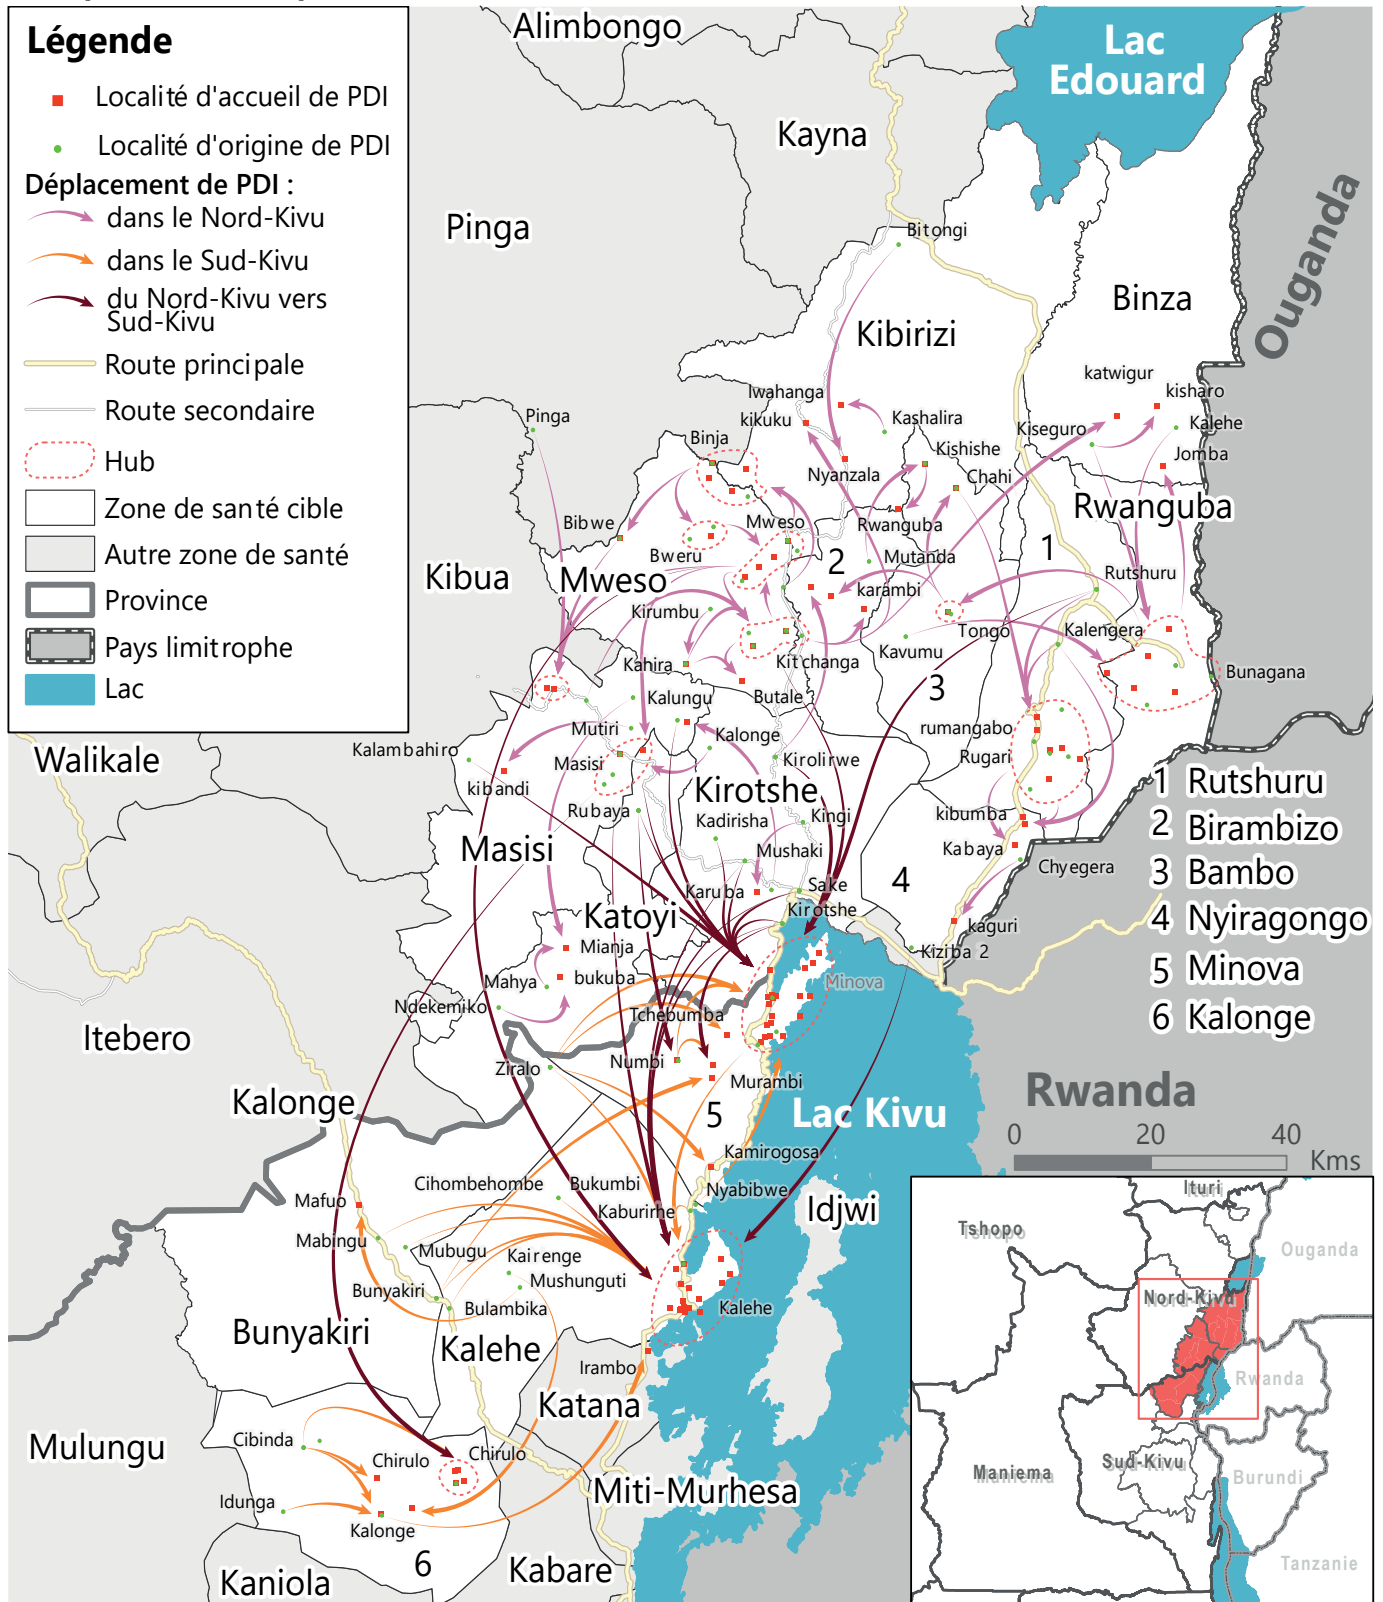 Légende
Localité d'accueil de PDI
Localité d'origine de PDI
Déplacement de PDI :
dans le Nord-Kivu
dans le Sud-Kivu
du Nord-Kivu vers
Sud-Kivu
Route principale
Route secondaire
Hub
Zone de santé cible
Autre zone de santé
Province
Pays limitrophe
Lac
Alimbongo
Lac
Edouard
Kayna
Pinga
Ouganda
Bitongi
Binza
Kibirizi
katwigur
kisharo
Iwahanga
kikuku
Kashalira
Kiseguro
Kalehe
Pinga
Binja
Kishishe
Jomba
Nyanzala
Chahi
Rwanguba
Bibwe
Mweso
Rwanguba
Bweru
2
Mutanda
1
Kibua
Mweso
Rutshuru
karambi
Kirumbu
Tongo
Kalengera
Kavumu
Kitchanga
Kahira
Bunagana
Butale
3
Kalungu
Mutiri
Kalonge
rumangabo
Kalambahiro
Walikale
Masisi
Kirolirwe
Rugari
kibandi
Kirotshe
1 Rutshuru
Rubaya
Kadirisha
Kingi
kibumba
2 Birambizo
Masisi
Mushaki
Kabaya
Chyegera
3 Bambo
Karuba
Sake
4
Katoyi
Kirotshe
kaguri
4 Nyiragongo
Mianja
Kiziba 2
5 Minova
Mahya
bukuba
Minova
Ndekemiko
Tchebumba
6 Kalonge
Itebero
Ziralo
Numbi
Murambi
Rwanda
Kalonge
5
Lac Kivu
0 20 40
Kms
Kamirogosa
Cihombehombe
Bukumbi
Nyabibwe
Idjwi
Mafuo
Kaburirhe
Mabingu
Mubugu
Kairenge
Mushunguti
Bunyakiri
Bulambika
Kalehe
Bunyakiri
Kalehe
Irambo
Katana
Cibinda
Mulungu
Chirulo
Chirulo
Idunga
Miti-Murhesa
Kalonge
6
Kabare
Kaniola
Ituri
Tshopo
Ouganda
Nord-Kivu
Rwanda
Maniema
Sud-Kivu
Burundi
Tanzanie